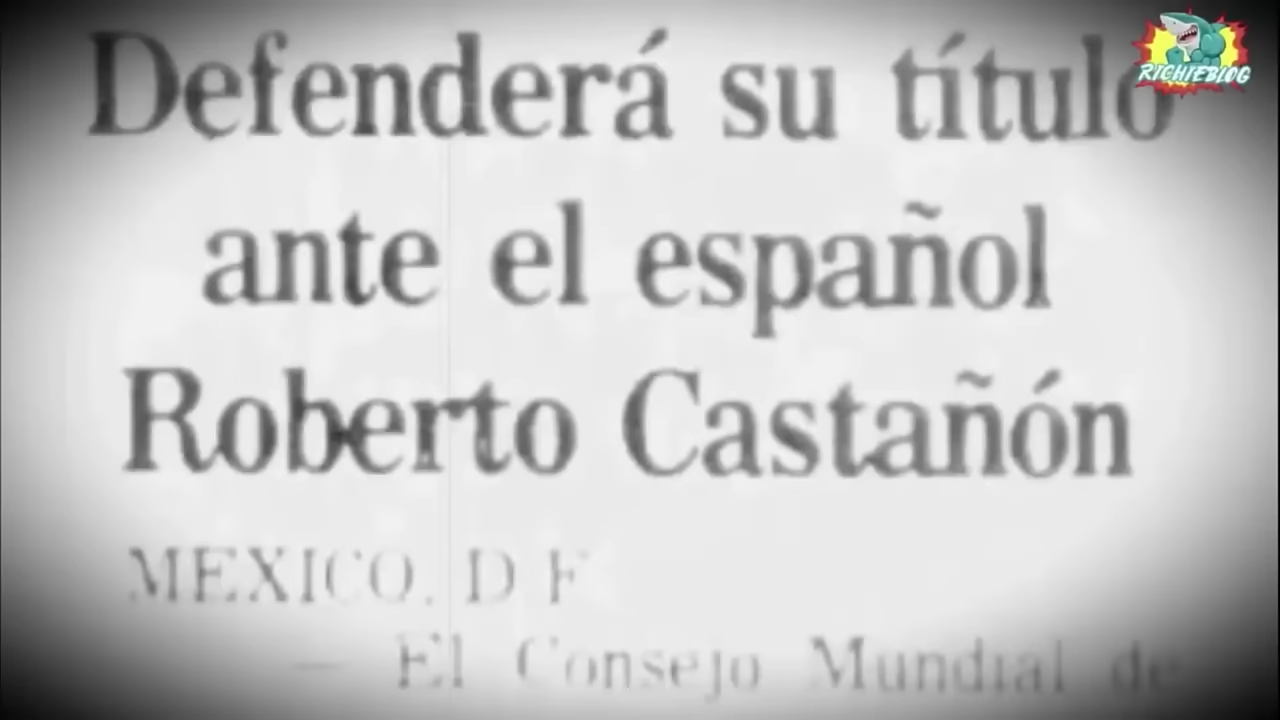 RICHIEBLOG
Defenderá su título
ante el español
Roberto Castañón
MEXICO, D F
— El Consejo Mundial de